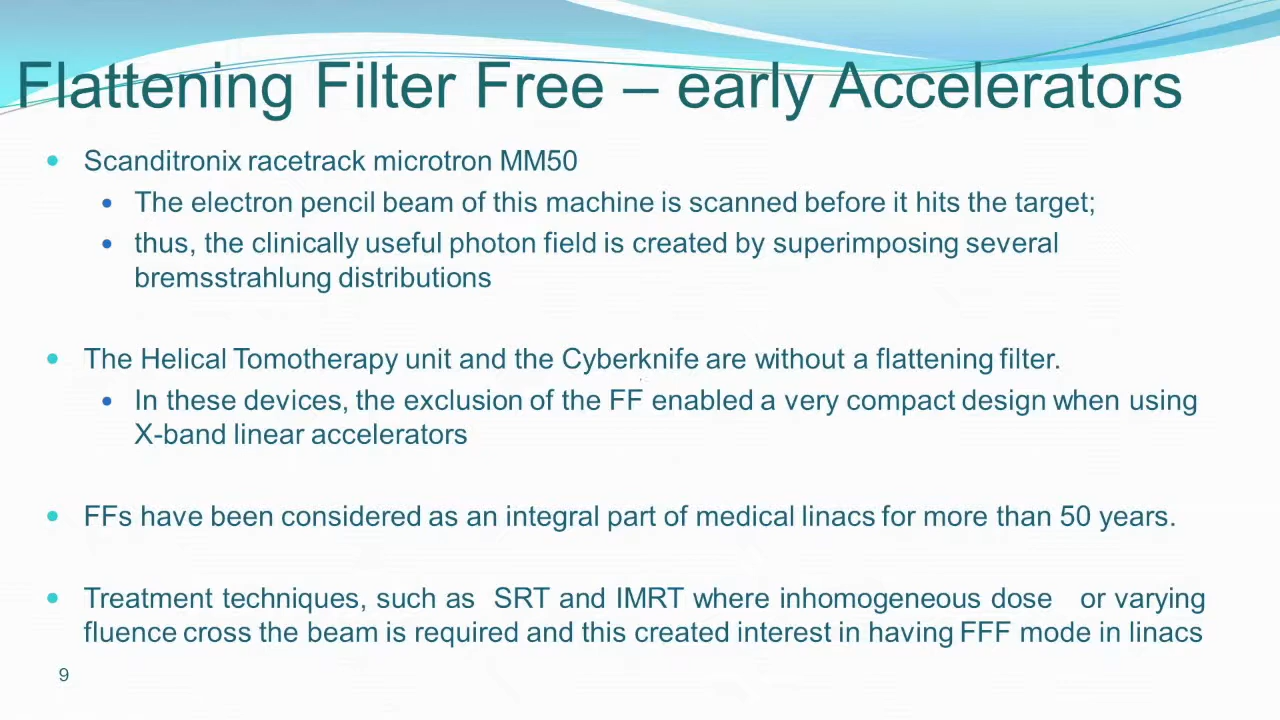 Flattening Filter Free – early Accelerators
Scanditronix racetrack microtron MM50
The electron pencil beam of this machine is scanned before it hits the target;
thus, the clinically useful photon field is created by superimposing several
bremsstrahlung distributions
The Helical Tomotherapy unit and the Cyberknife are without a flattening filter.
In these devices, the exclusion of the FF enabled a very compact design when using
X-band linear accelerators
FFs have been considered as an integral part of medical linacs for more than 50 years.
Treatment techniques, such as SRT and IMRT where inhomogeneous dose or varying
fluence cross the beam is required and this created interest in having FFF mode in linacs
9